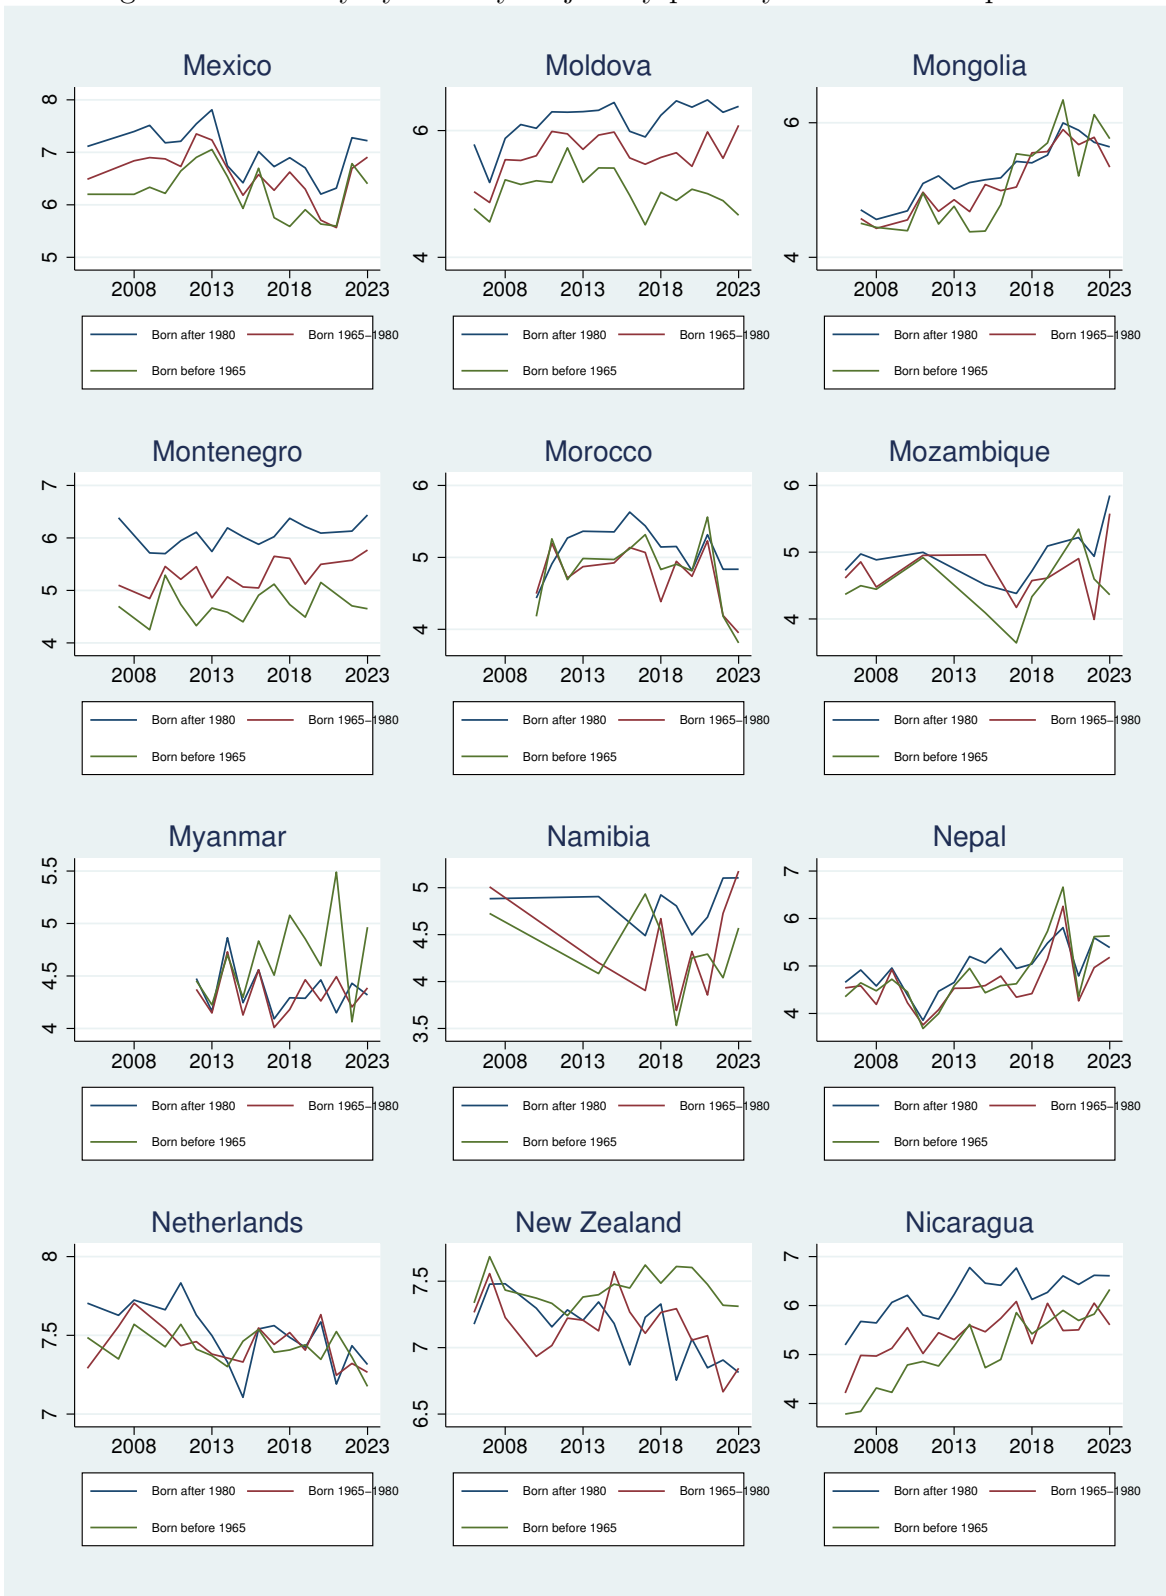 Mexico Moldova Mongolia
8
7
6
5
2008 2013 2018 2023
6
4
2008 2013 2018 2023
6
4
2008 2013 2018 2023
Born after 1980 Born 1965–1980
Born before 1965
Born after 1980 Born 1965–1980
Born before 1965
Born after 1980 Born 1965–1980
Born before 1965
Montenegro Morocco Mozambique
7
6
5
4
2008 2013 2018 2023
6
5
4
2008 2013 2018 2023
6
5
4
2008 2013 2018 2023
Born after 1980 Born 1965–1980
Born before 1965
Born after 1980 Born 1965–1980
Born before 1965
Born after 1980 Born 1965–1980
Born before 1965
Myanmar Namibia Nepal
5.5
5
4.5
4
2008 2013 2018 2023
5
4.5
4
3.5
2008 2013 2018 2023
7
6
5
4
2008 2013 2018 2023
Born after 1980 Born 1965–1980
Born before 1965
Born after 1980 Born 1965–1980
Born before 1965
Born after 1980 Born 1965–1980
Born before 1965
Netherlands New Zealand Nicaragua
8
7.5
7
2008 2013 2018 2023
7.5
7
6.5
2008 2013 2018 2023
7
6
5
4
2008 2013 2018 2023
Born after 1980 Born 1965–1980
Born before 1965
Born after 1980 Born 1965–1980
Born before 1965
Born after 1980 Born 1965–1980
Born before 1965